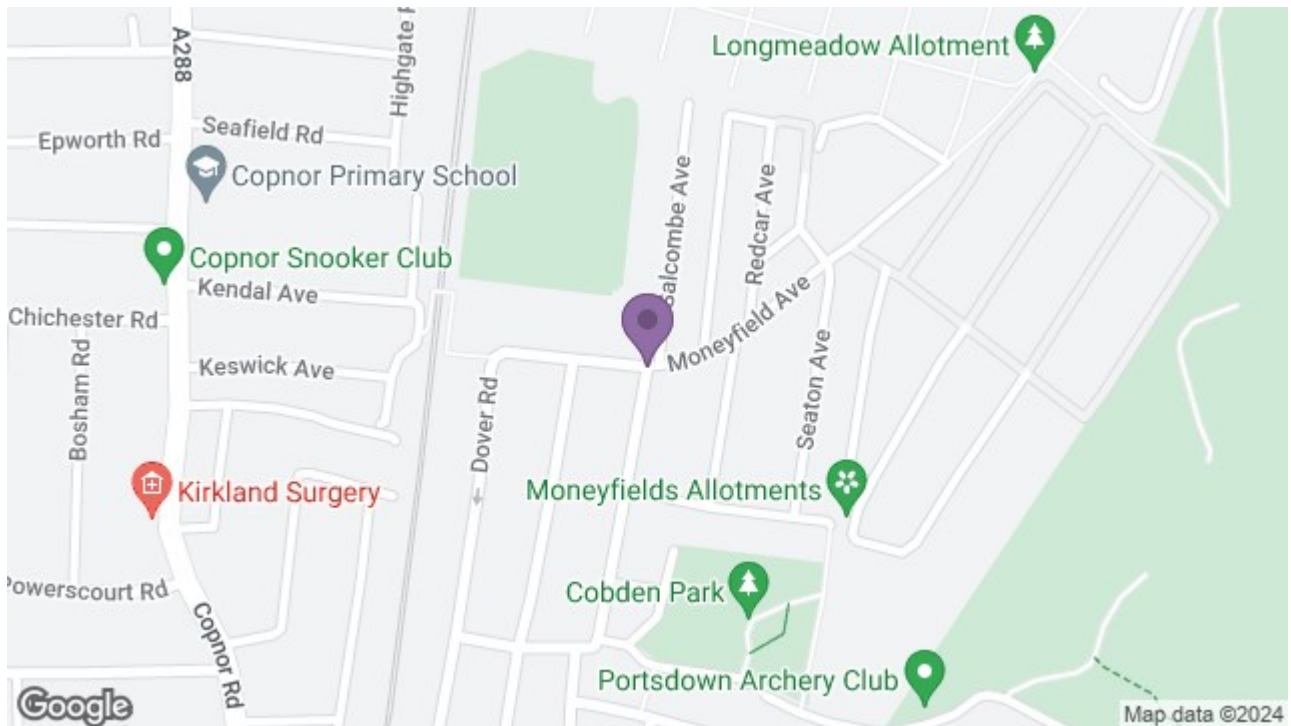 A288
Highgate R
Longmeadow Allotment
Epworth Rd
Seafield Rd
Copnor Primary School
Salcombe Ave
Redcar Ave
Copnor Snooker Club
Kendal Ave
Chichester Rd
Bosham Rd
Keswick Ave
Moneyfield Ave
Dover Rd
Seaton Ave
Kirkland Surgery
Moneyfields Allotments
Powerscourt Rd
Copnor Rd
Cobden Park
Portsdown Archery Club
Google
Map data ©2024